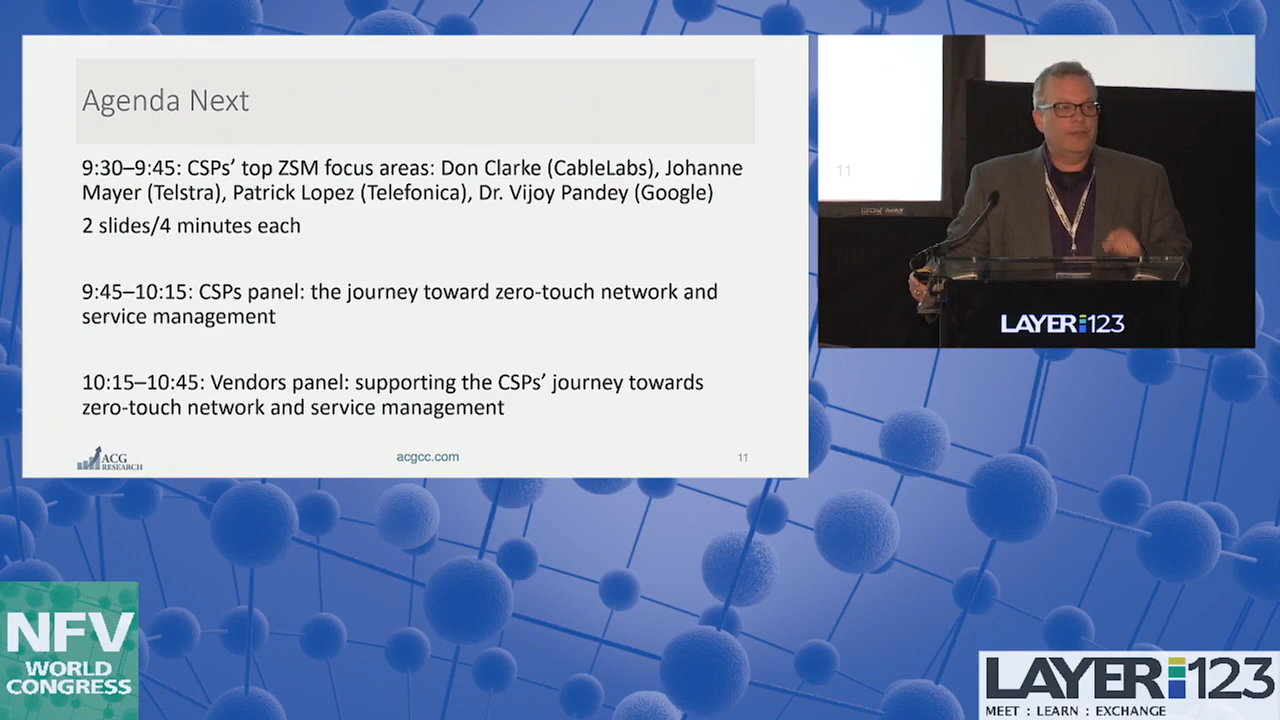 Agenda Next
9:30–9:45: CSPs’ top ZSM focus areas: Don Clarke (CableLabs), Johanne
Mayer (Telstra), Patrick Lopez (Telefonica), Dr. Vijoy Pandey (Google)
2 slides/4 minutes each
9:45–10:15: CSPs panel: the journey toward zero-touch network and
service management
10:15–10:45: Vendors panel: supporting the CSPs’ journey towards
zero-touch network and service management
ACG
RESEARCH
acgcc.com
11
11
LAYER123
NFV
WORLD
CONGRESS
LAYER123
MEET : LEARN : EXCHANGE